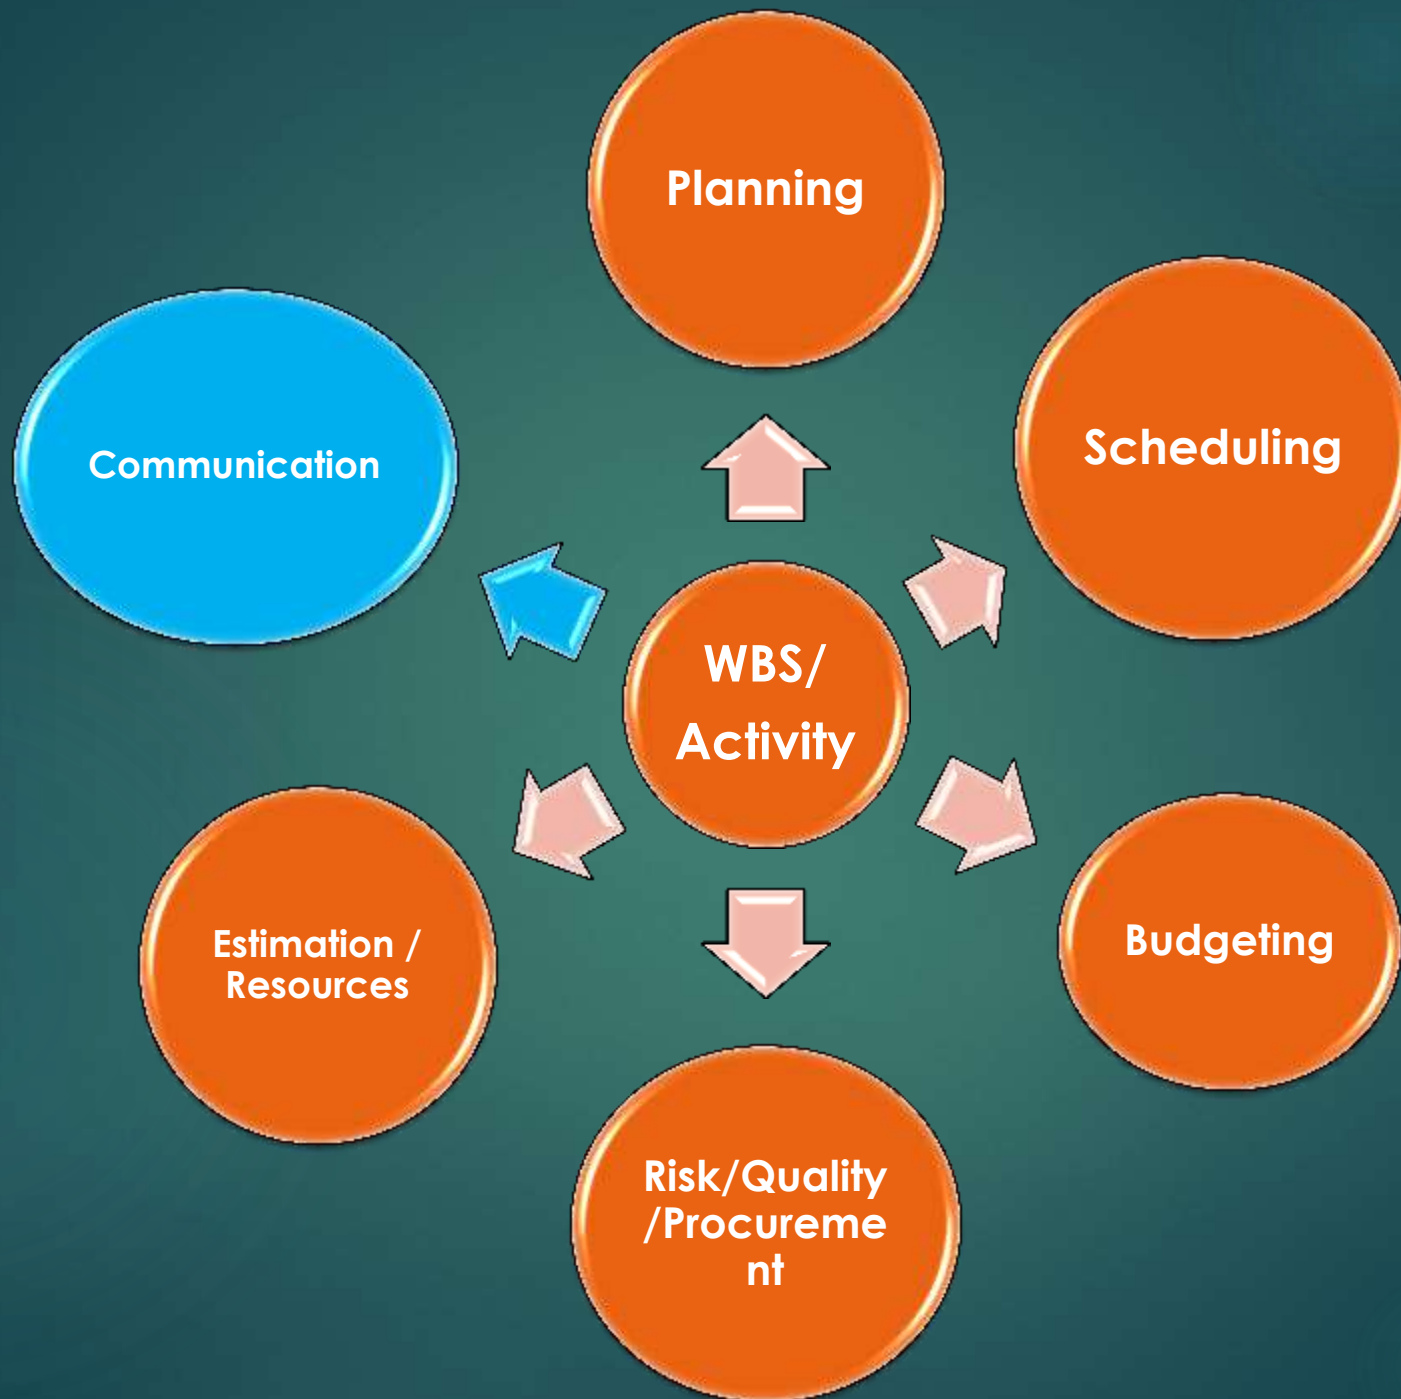 Planning
Scheduling
Communication
WBS/
Activity
Budgeting
Estimation /
Resources
Risk/Quality
/Procureme
nt